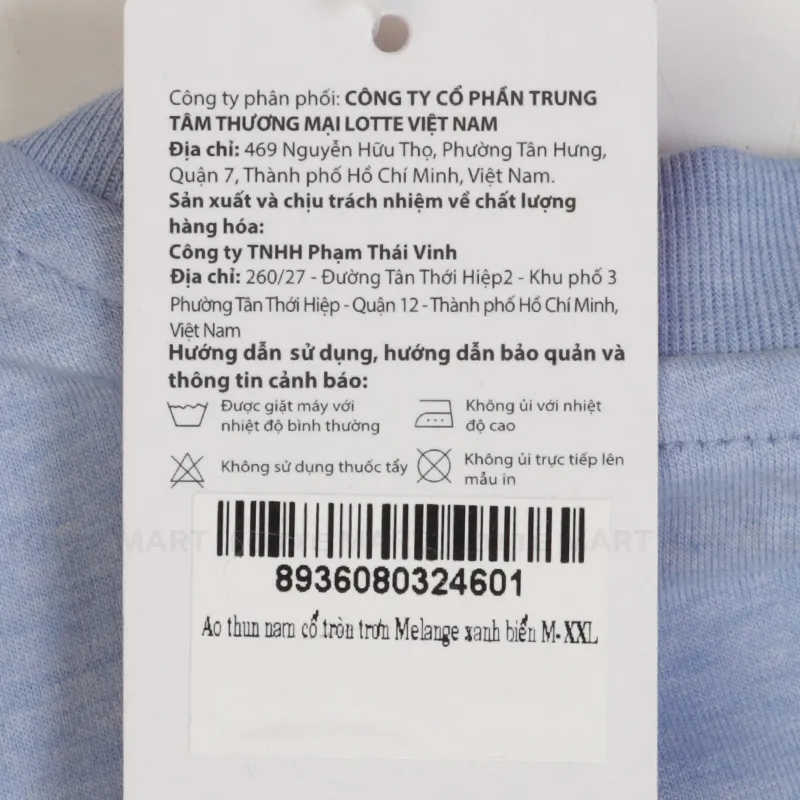 Công ty phân phối: CÔNG TY CỔ PHẦN TRUNG
TÂM THƯƠNG MẠI LOTTE VIỆT NAM
Địa chỉ: 469 Nguyễn Hữu Thọ, Phường Tân Hưng,
Quận 7, Thành phố Hồ Chí Minh, Việt Nam.
Sản xuất và chịu trách nhiệm về chất lượng
hàng hóa:
Công ty TNHH Phạm Thái Vinh
Địa chỉ: 260/27 - Đường Tân Thới Hiệp2 - Khu phố 3
Phường Tân Thới Hiệp - Quận 12 - Thành phố Hồ Chí Minh,
Việt Nam
Hướng dẫn sử dụng, hướng dẫn bảo quản và
thông tin cảnh báo:
Được giặt máy với
nhiệt độ bình thường
Không ủi với nhiệt
độ cao
Không sử dụng thuốc tẩy
Không ủi trực tiếp lên
mẫu in
MART
MART
8936080324601
Ao thun nam cổ tròn trơn Melange xanh biển M-XXL